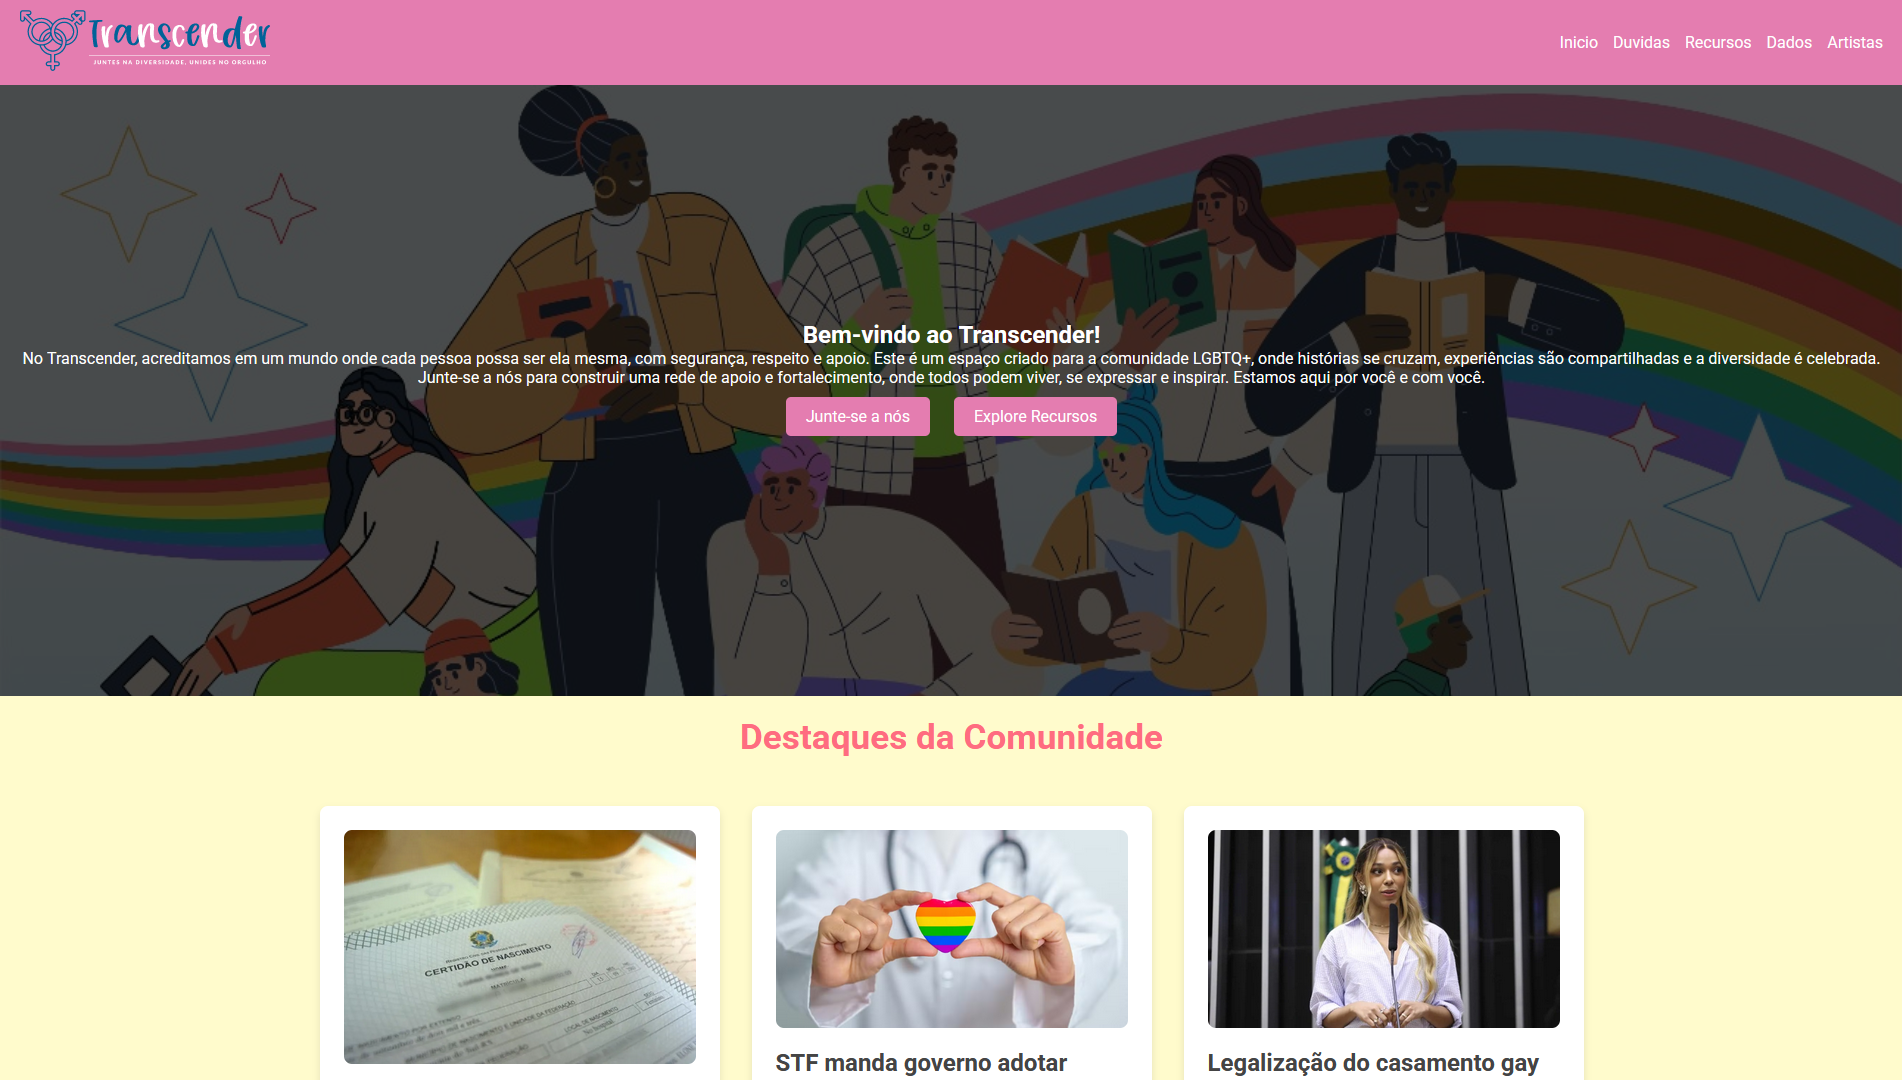 Transcender
JUNTES NA DIVERSIDADE, UNIDES NO ORGULHO
Inicio Duvidas Recursos Dados Artistas
Bem-vindo ao Transcender!
No Transcender, acreditamos em um mundo onde cada pessoa possa ser ela mesma, com segurança, respeito e apoio. Este é um espaço criado para a comunidade LGBTQ+, onde histórias se cruzam, experiências são compartilhadas e a diversidade é celebrada.
Junte-se a nós para construir uma rede de apoio e fortalecimento, onde todos podem viver, se expressar e inspirar. Estamos aqui por você e com você.
Junte-se a nós Explore Recursos
Destaques da Comunidade
CERTIDÃO DE NASCIMENTO
STF manda governo adotar
Legalização do casamento gay